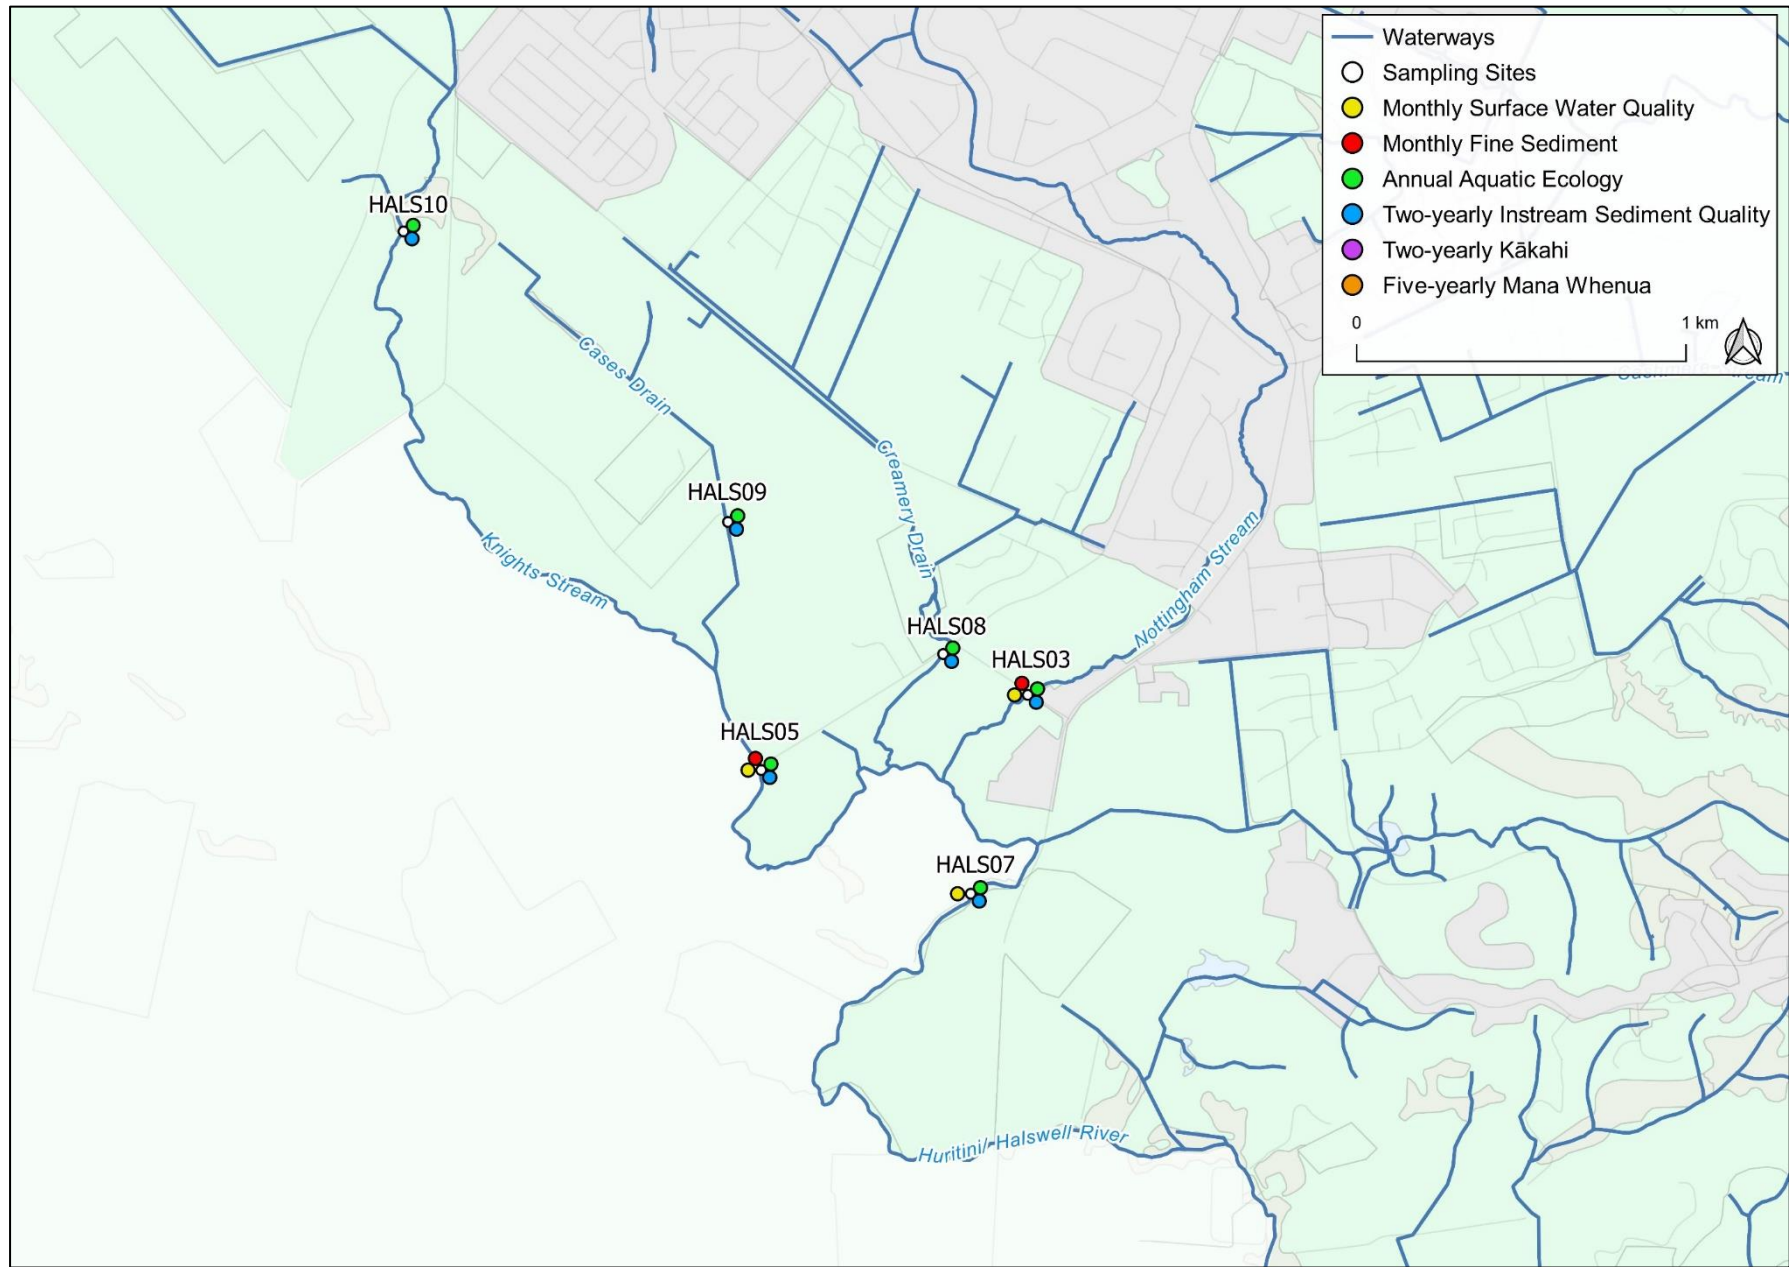 Waterways
Sampling Sites
Monthly Surface Water Quality
Monthly Fine Sediment
Annual Aquatic Ecology
Two-yearly Instream Sediment Quality
Two-yearly Kākahi
Five-yearly Mana Whenua
0 1 km
HALS10
Cases Drain
Creamery Drain
HALS09
Knights Stream
Nottingham Stream
HALS08
HALS03
HALS05
HALS07
Huritini/ Halswell River